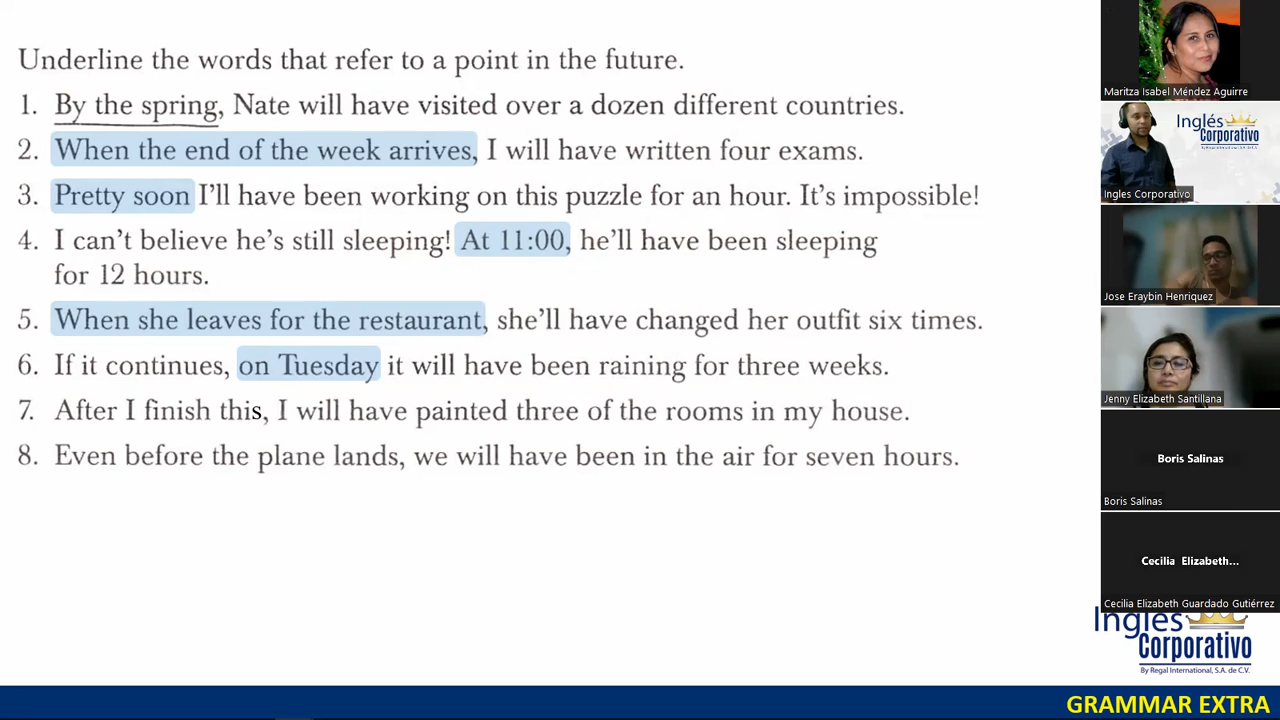 Underline the words that refer to a point in the future.
1. By the spring, Nate will have visited over a dozen different countries.
2. When the end of the week arrives, I will have written four exams.
3. Pretty soon I'll have been working on this puzzle for an hour. It's impossible!
4. I can't believe he's still sleeping! At 11:00, he'll have been sleeping
for 12 hours.
5. When she leaves for the restaurant, she'll have changed her outfit six times.
6. If it continues, on Tuesday it will have been raining for three weeks.
7. After I finish this, I will have painted three of the rooms in my house.
8. Even before the plane lands, we will have been in the air for seven hours.
Maritza Isabel Méndez Aguirre
Inglés
Corporativo
By Regal International, S.A. de C.V.
Ingles Corporativo
Jose Eraybin Henriquez
Jenny Elizabeth Santillana
Boris Salinas
Boris Salinas
Cecilia Elizabeth...
Cecilia Elizabeth Guardado Gutiérrez
Inglés
Corporativo
By Regal International, S.A. de C.V.
GRAMMAR EXTRA